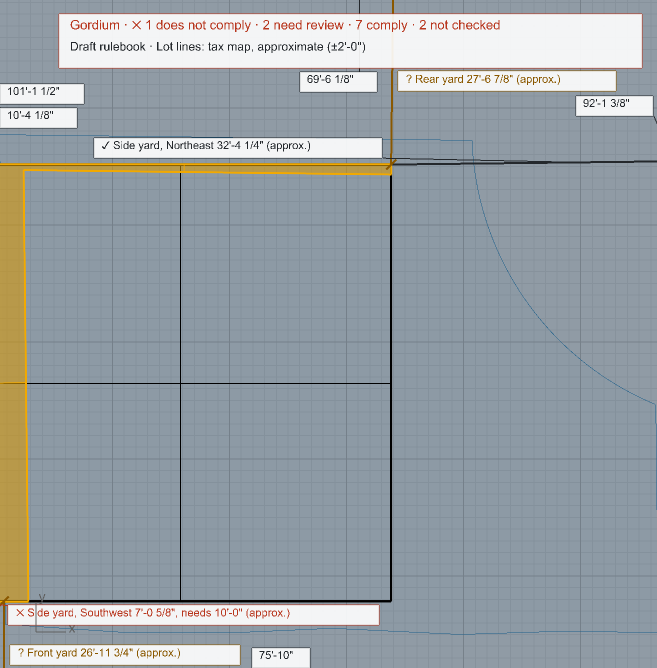 Gordium · ✕ 1 does not comply · 2 need review · 7 comply · 2 not checked
Draft rulebook · Lot lines: tax map, approximate (±2'-0")
69'-6 1/8"
? Rear yard 27'-6 7/8" (approx.)
101'-1 1/2"
92'-1 3/8"
10'-4 1/8"
✓ Side yard, Northeast 32'-4 1/4" (approx.)
y
✕ Side yard, Southwest 7'-0 5/8", needs 10'-0" (approx.)
x
? Front yard 26'-11 3/4" (approx.)
75'-10"